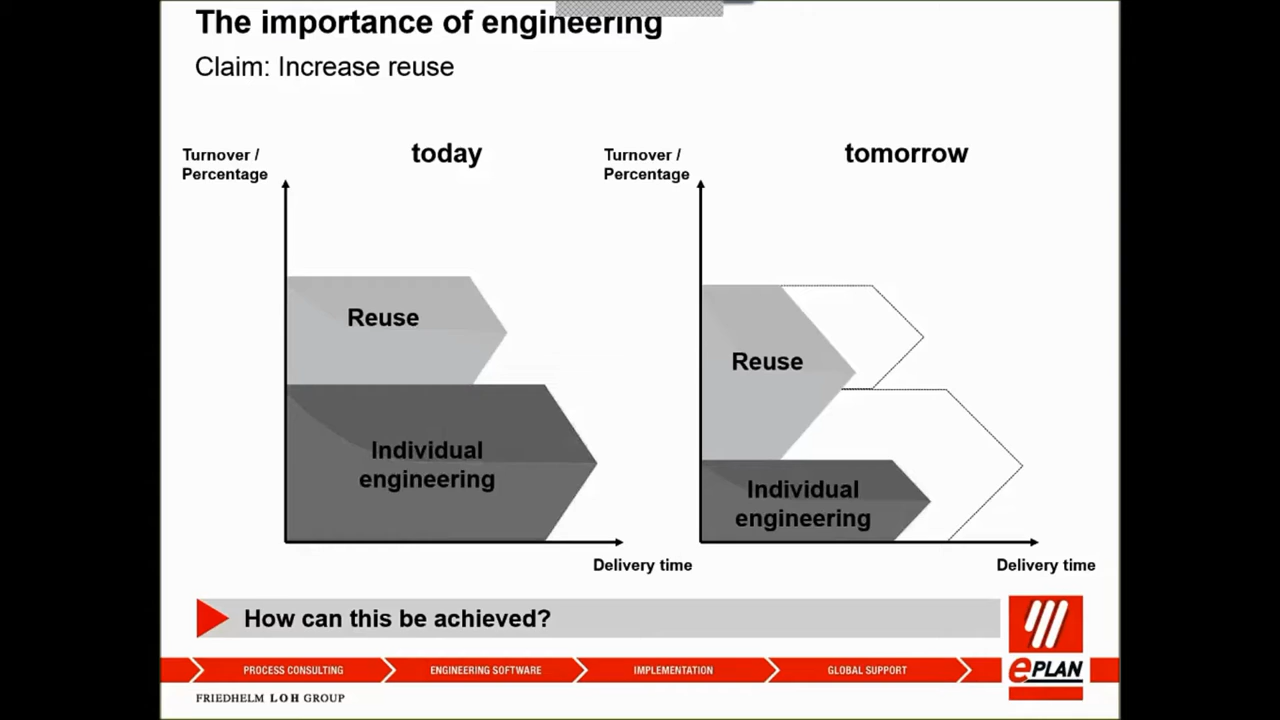 The importance of engineering
Claim: Increase reuse
Turnover /
Percentage
today
Reuse
Individual
engineering
Delivery time
Turnover /
Percentage
tomorrow
Reuse
Individual
engineering
Delivery time
How can this be achieved?
PROCESS CONSULTING
ENGINEERING SOFTWARE
IMPLEMENTATION
GLOBAL SUPPORT
ePLAN
FRIEDHELM LOH GROUP